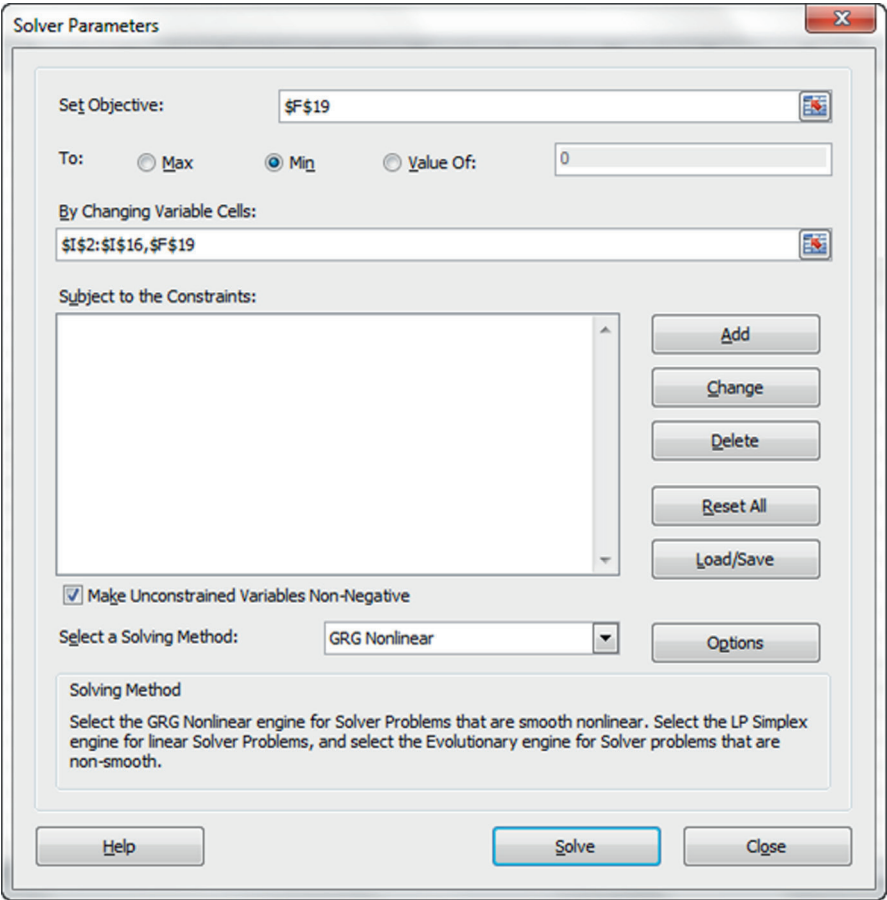 Solver Parameters
Set Objective:
$F$19
To:
Max
Min
Value Of:
0
By Changing Variable Cells:
$I$2:$I$16,$F$19
Subject to the Constraints:
Add
Change
Delete
Reset All
Load/Save
Make Unconstrained Variables Non-Negative
Select a Solving Method:
GRG Nonlinear
Options
Solving Method
Select the GRG Nonlinear engine for Solver Problems that are smooth nonlinear. Select the LP Simplex
engine for linear Solver Problems, and select the Evolutionary engine for Solver problems that are
non-smooth.
Help
Solve
Close